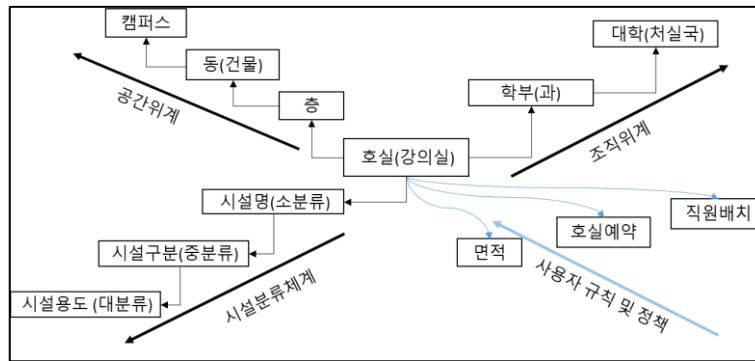 캠퍼스
대학(처실국)
동(건물)
학부(과)
층
공간위계
조직위계
호실(강의실)
시설명(소분류)
직원배치
호실예약
면적
시설구분(중분류)
사용자 규칙 및 정책
시설분류체계
시설용도 (대분류)